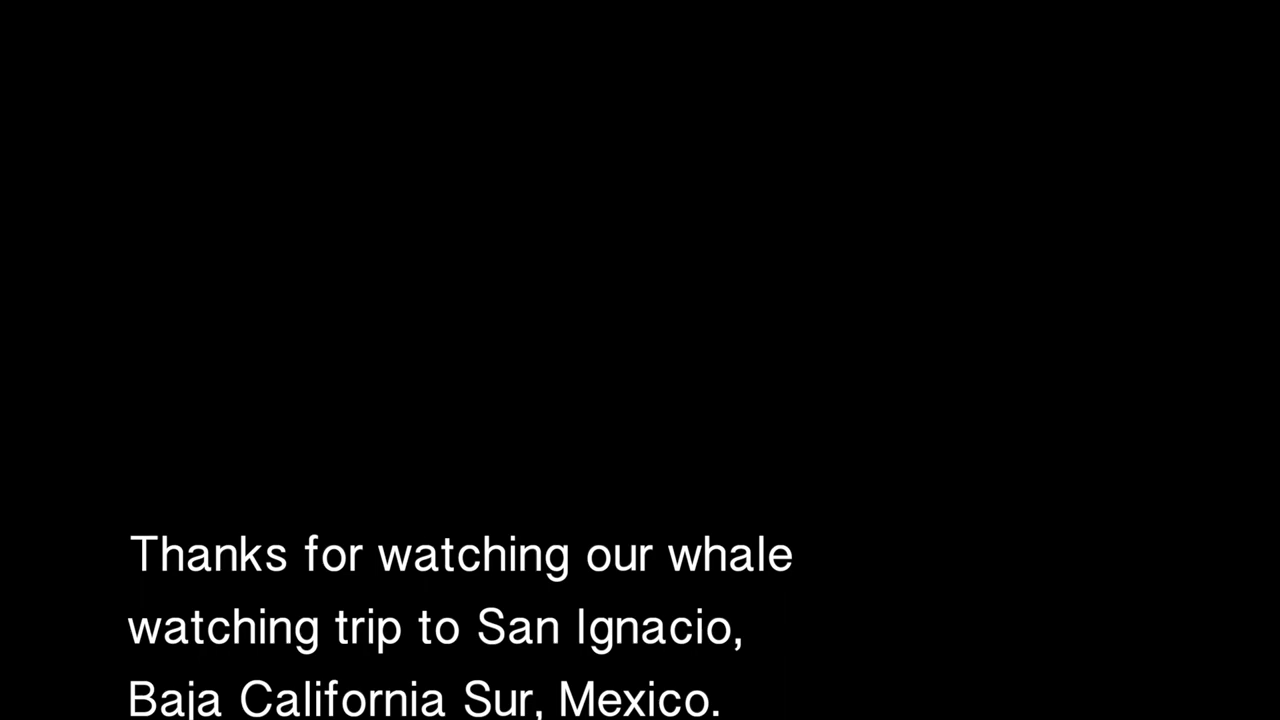 Thanks for watching our whale
watching trip to San Ignacio,
Baja California Sur, Mexico.